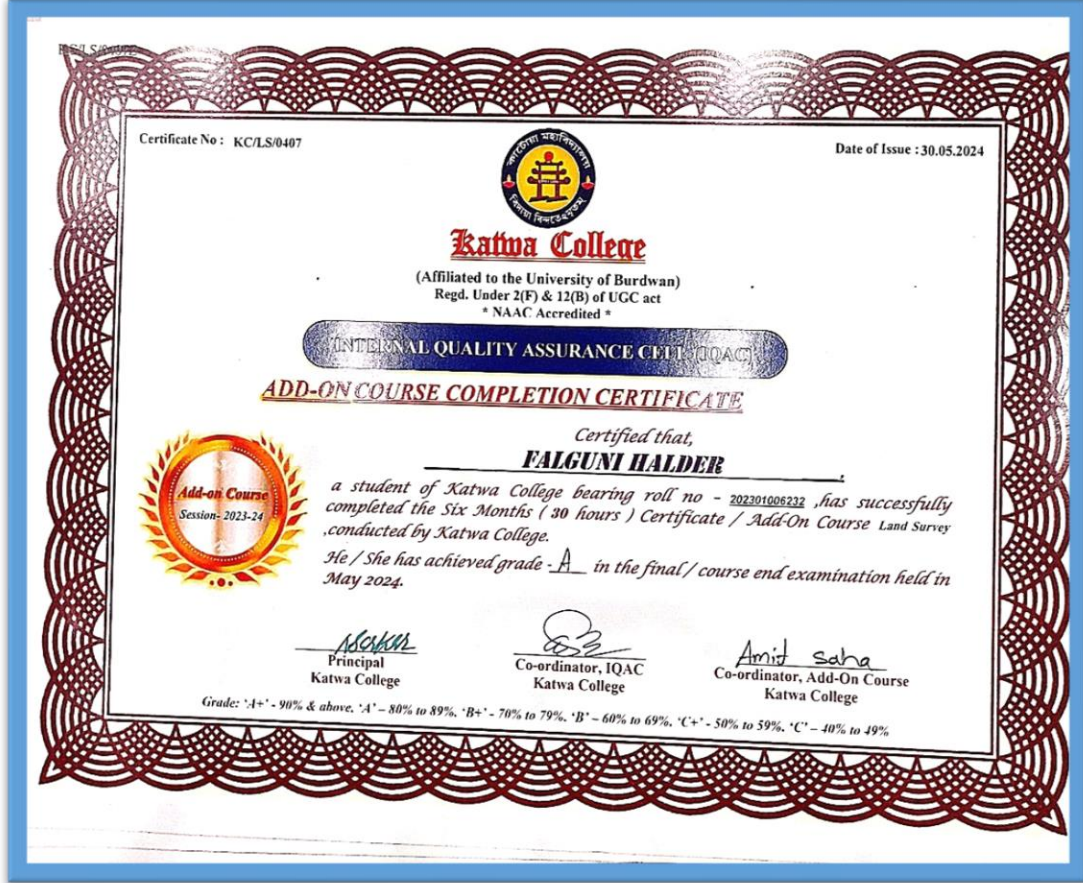 Certificate No : KC/LS/0407
Date of Issue : 30.05.2024
কাটোয়া মহাবিদ্যালয়
Katwa College
(Affiliated to the University of Burdwan)
Regd. Under 2(F) & 12(B) of UGC act
* NAAC Accredited *
INTERNAL QUALITY ASSURANCE CELL (IQAC)
ADD-ON COURSE COMPLETION CERTIFICATE
Certified that,
FALGUNI HALDER
Add-on Course
Session- 2023-24
a student of Katwa College bearing roll no - 202301006232 ,has successfully
completed the Six Months ( 30 hours ) Certificate / Add-On Course Land Survey
,conducted by Katwa College.
He / She has achieved grade - A in the final / course end examination held in
May 2024.
Principal
Katwa College
Co-ordinator, IQAC
Katwa College
Amit Saha
Co-ordinator, Add-On Course
Katwa College
Grade: 'A+' - 90% & above, 'A' – 80% to 89%, 'B+' - 70% to 79%, 'B' – 60% to 69%, 'C+' - 50% to 59%, 'C' – 40% to 49%